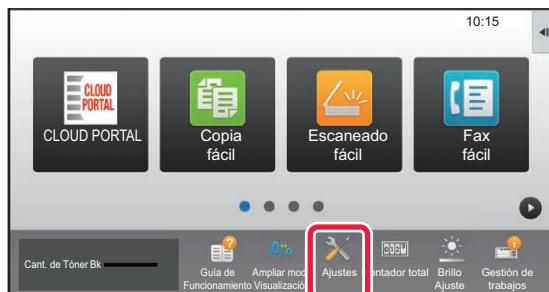 10:15
CLOUD
PORTAL
CLOUD PORTAL
Copia
fácil
Escaneado
fácil
Fax
fácil
Cant. de Tóner Bk
Guía de
Funcionamiento
Ampliar mod
Visualizació
Ajustes
ontador total
Brillo
Ajuste
Gestión de
trabajos